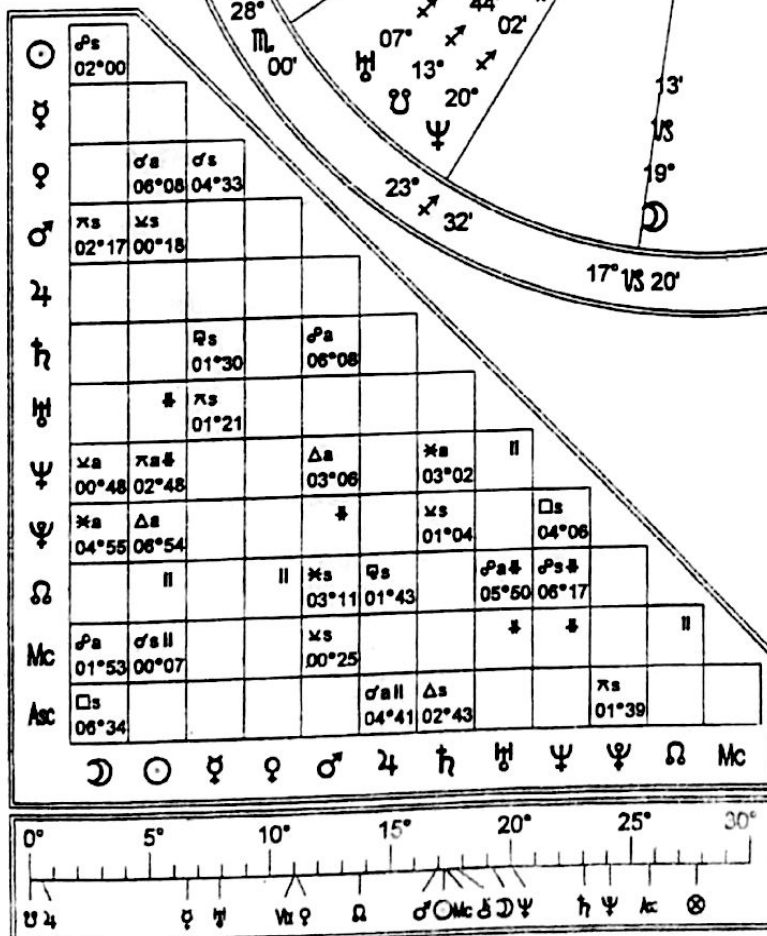 28°
♏
00'
♅ 07° ♐ 44'
☋ 13° ♐ 02'
♆ 20° ♐
13'
♑
19°
☽
23°
♐
32'
17° ♑ 20'
☉ ☍s
02°00
☿
♀ ☌a ☌s
06°08 04°33
♂ ⚻s ⚺s
02°17 00°18
♃
♄ ⚼s ☍a
01°30 06°08
♅ ⋕ ⚻s
01°21
♆ ⚺a ⚻a⋕ △a ⚹a ॥
00°48 02°48 03°06 03°02
♇ ⚹a △a ⋕ ⚺s □s
04°55 06°54 01°04 04°06
☊ || || ⚹s ⚼s ☍a⋕ ☍s⋕
03°11 01°43 05°50 06°17
Mc ☍a ☌s || ⚺s ⋕ ⋕ ||
01°53 00°07 00°25
Asc □s ☌a || △s ⚻s
06°34 04°41 02°43 01°39
☽ ☉ ☿ ♀ ♂ ♃ ♄ ♅ ♆ ♇ ☊ Mc
0° 5° 10° 15° 20° 25° 30°
☋ ♃ ☿ ♅ ♀ ☊ ♂ ☉ Mc ⚷ ☽ ♆ ♄ ♇ Asc ⊗